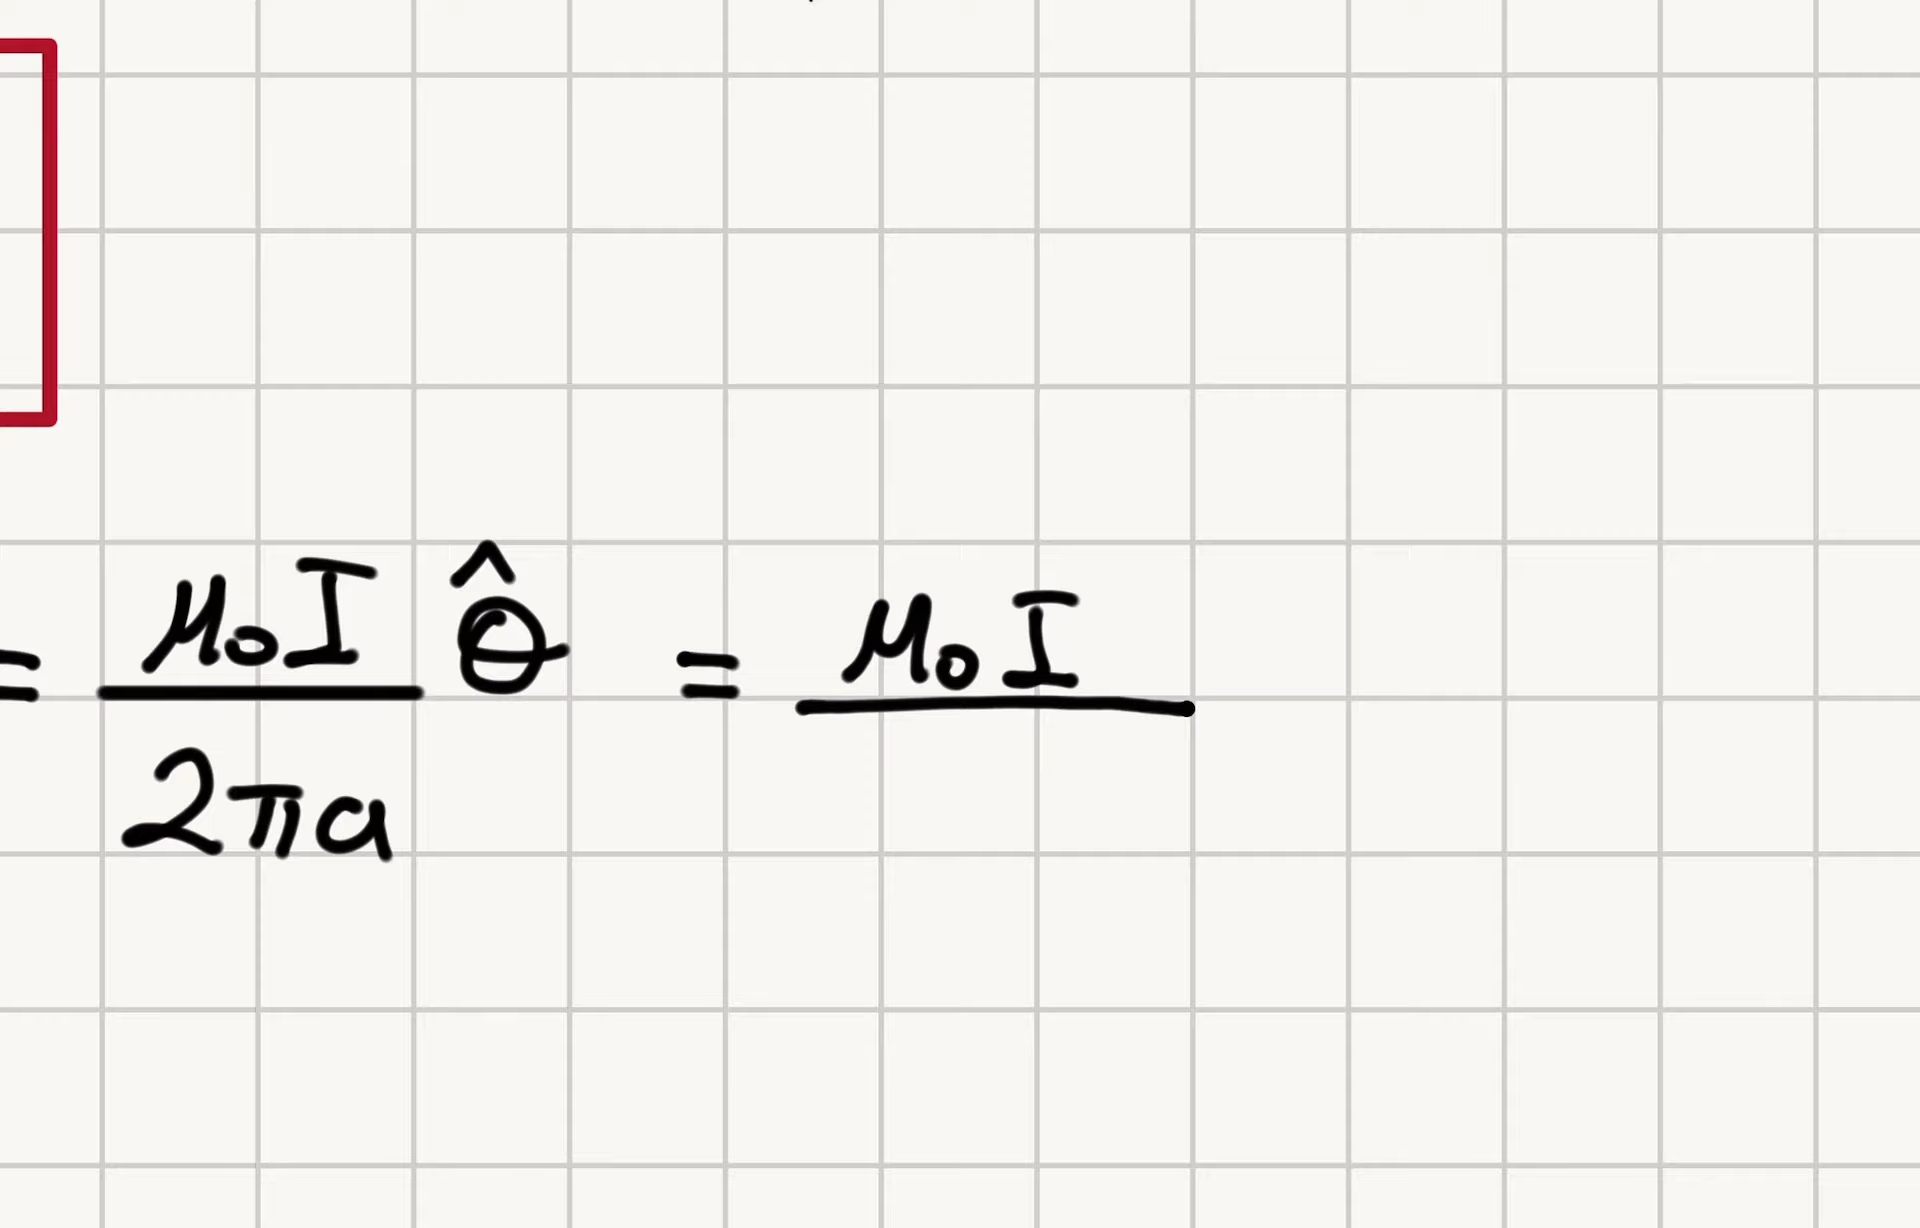 = μ₀I/2πa θ̂ = μ₀I/